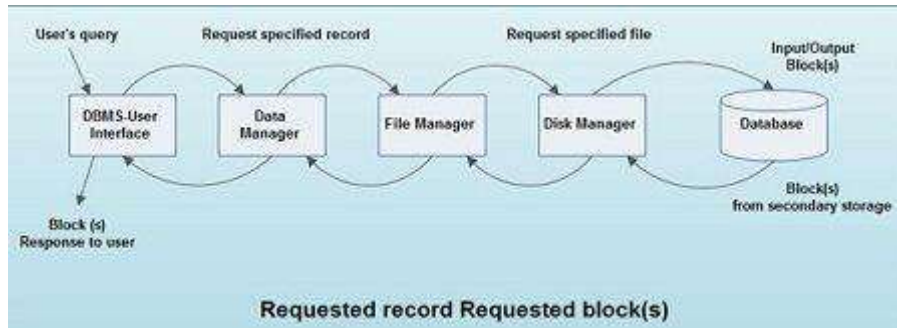 User's query
Request specified record
Request specified file
Input/Output
Block(s)
DBMS-User
Interface
Data
Manager
File Manager
Disk Manager
Database
Block(s)
from secondary storage
Block (s)
Response to user
Requested record Requested block(s)